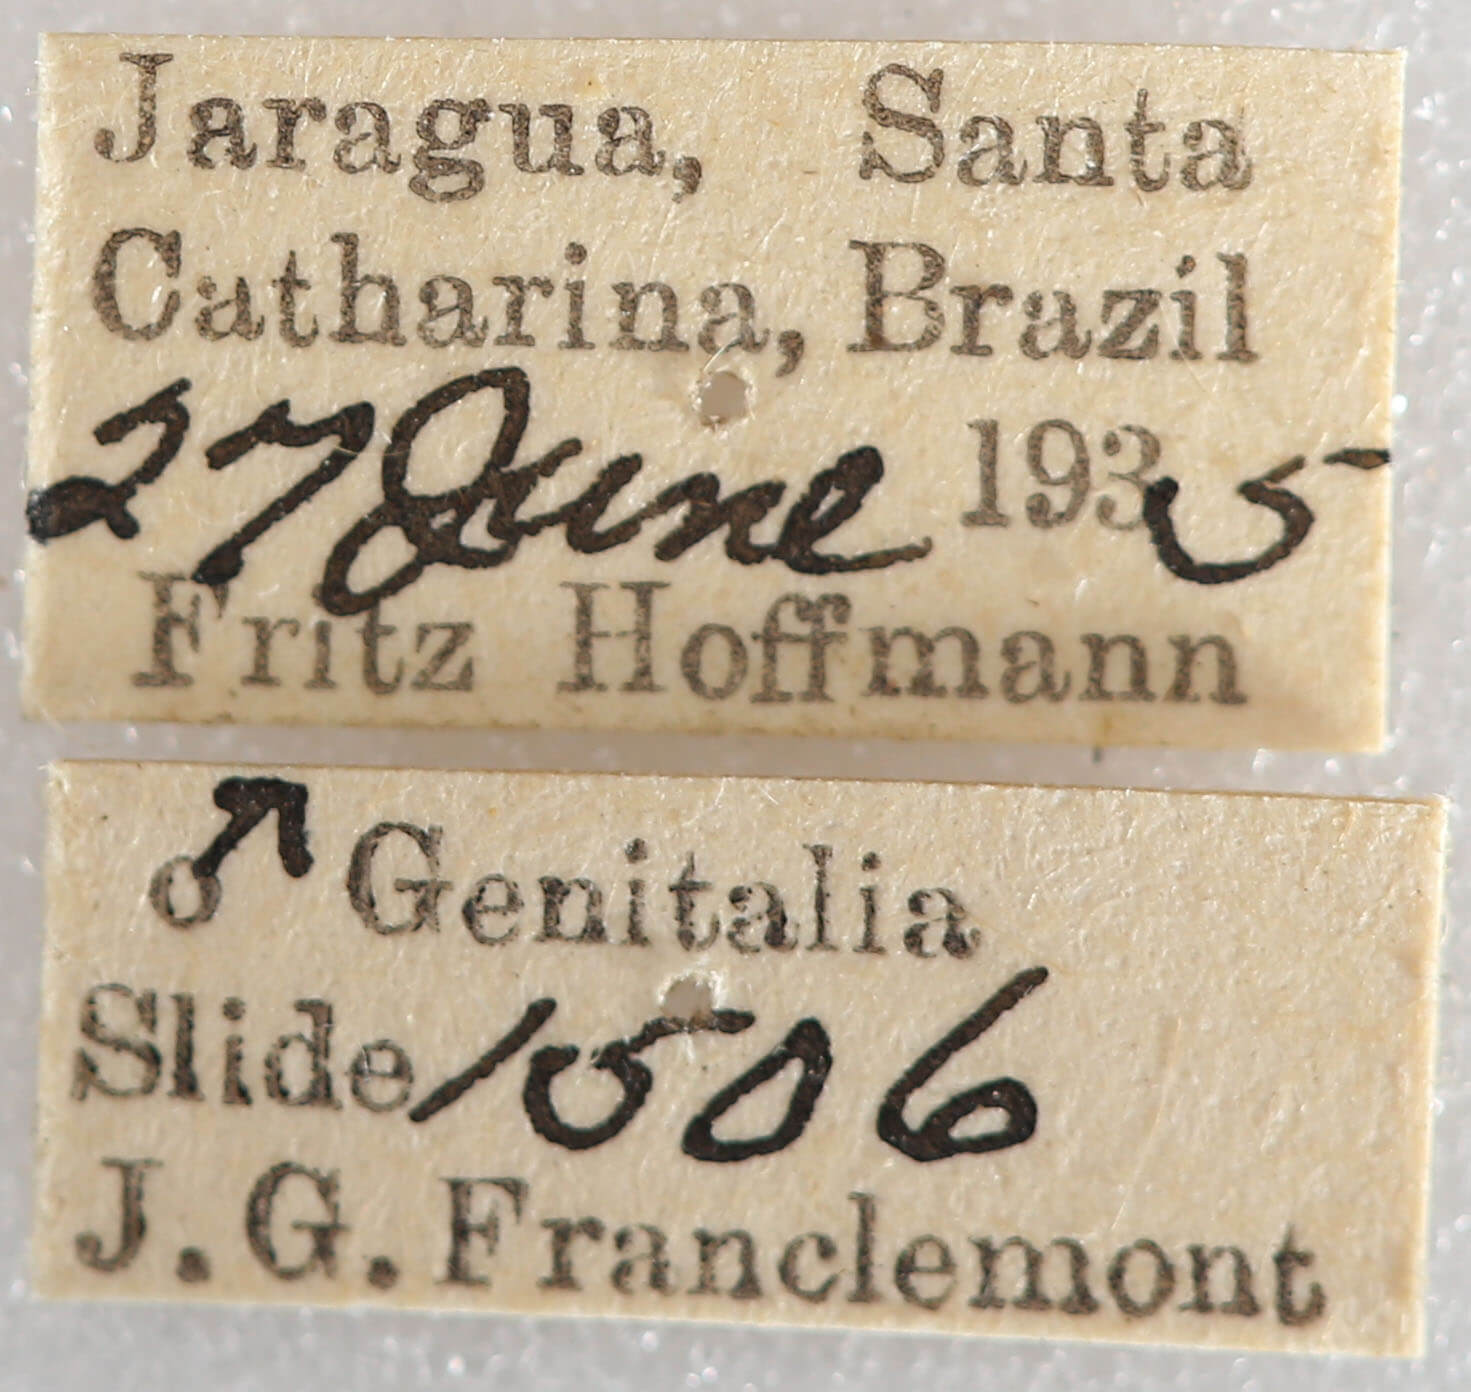 Jaragua, Santa
Catharina, Brazil
27 June 1935
Fritz Hoffmann
♂ Genitalia
Slide 1506
J. G. Franclemont